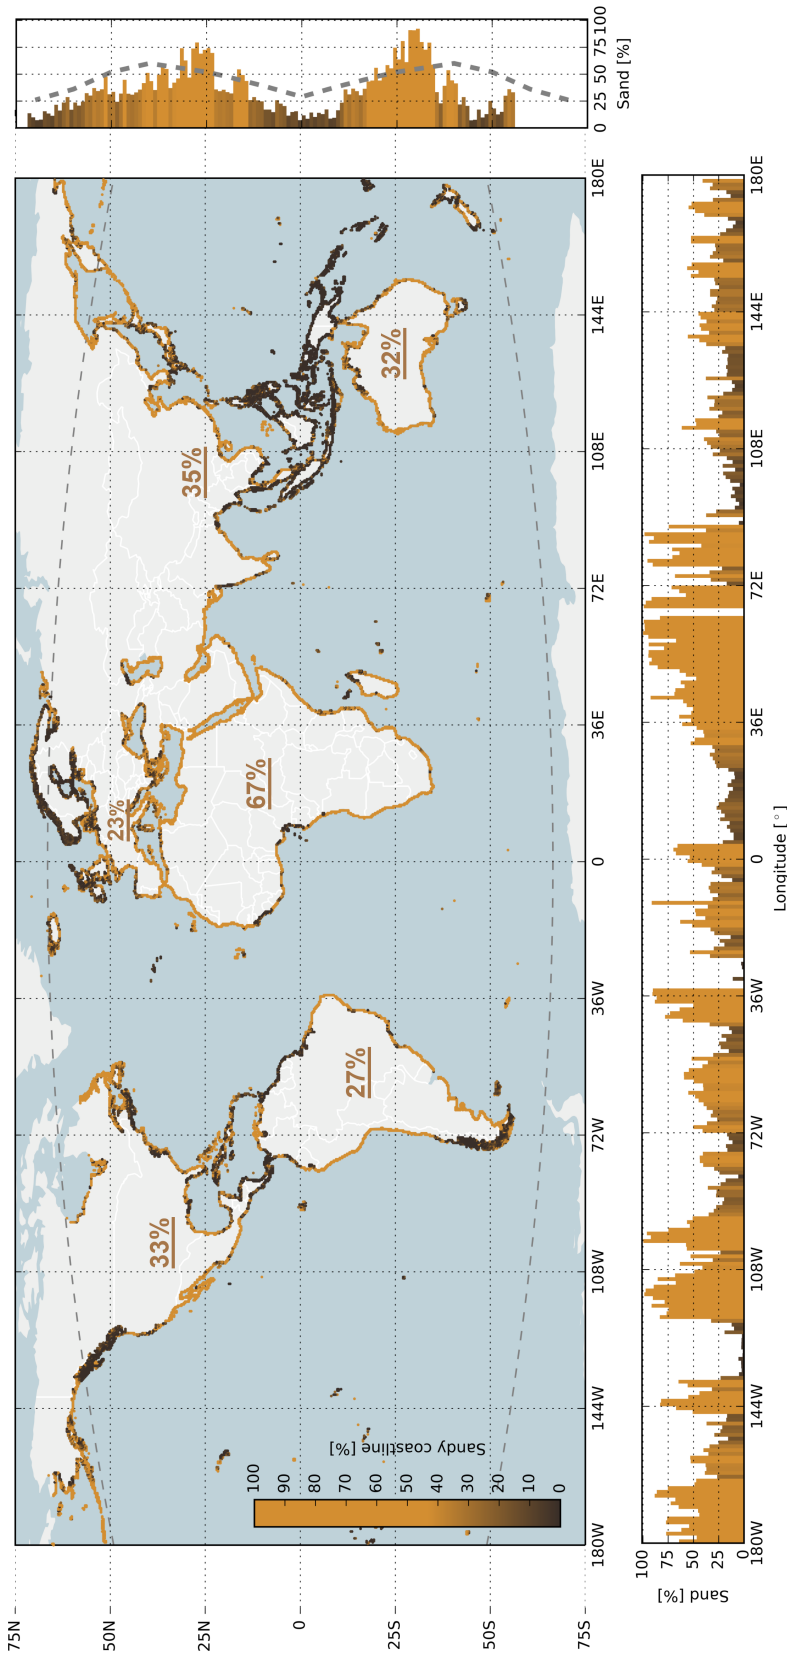 75N
50N
25N
0
25S
50S
75S
33%
27%
23%
67%
35%
32%
Sandy coastline [%]
100
90
80
70
60
50
40
30
20
10
0
180W
144W
108W
72W
36W
0
36E
72E
108E
144E
180E
0
25
50
75
100
Sand [%]
100
75
50
25
0
Sand [%]
180W
144W
108W
72W
36W
0
36E
72E
108E
144E
180E
Longitude [°]